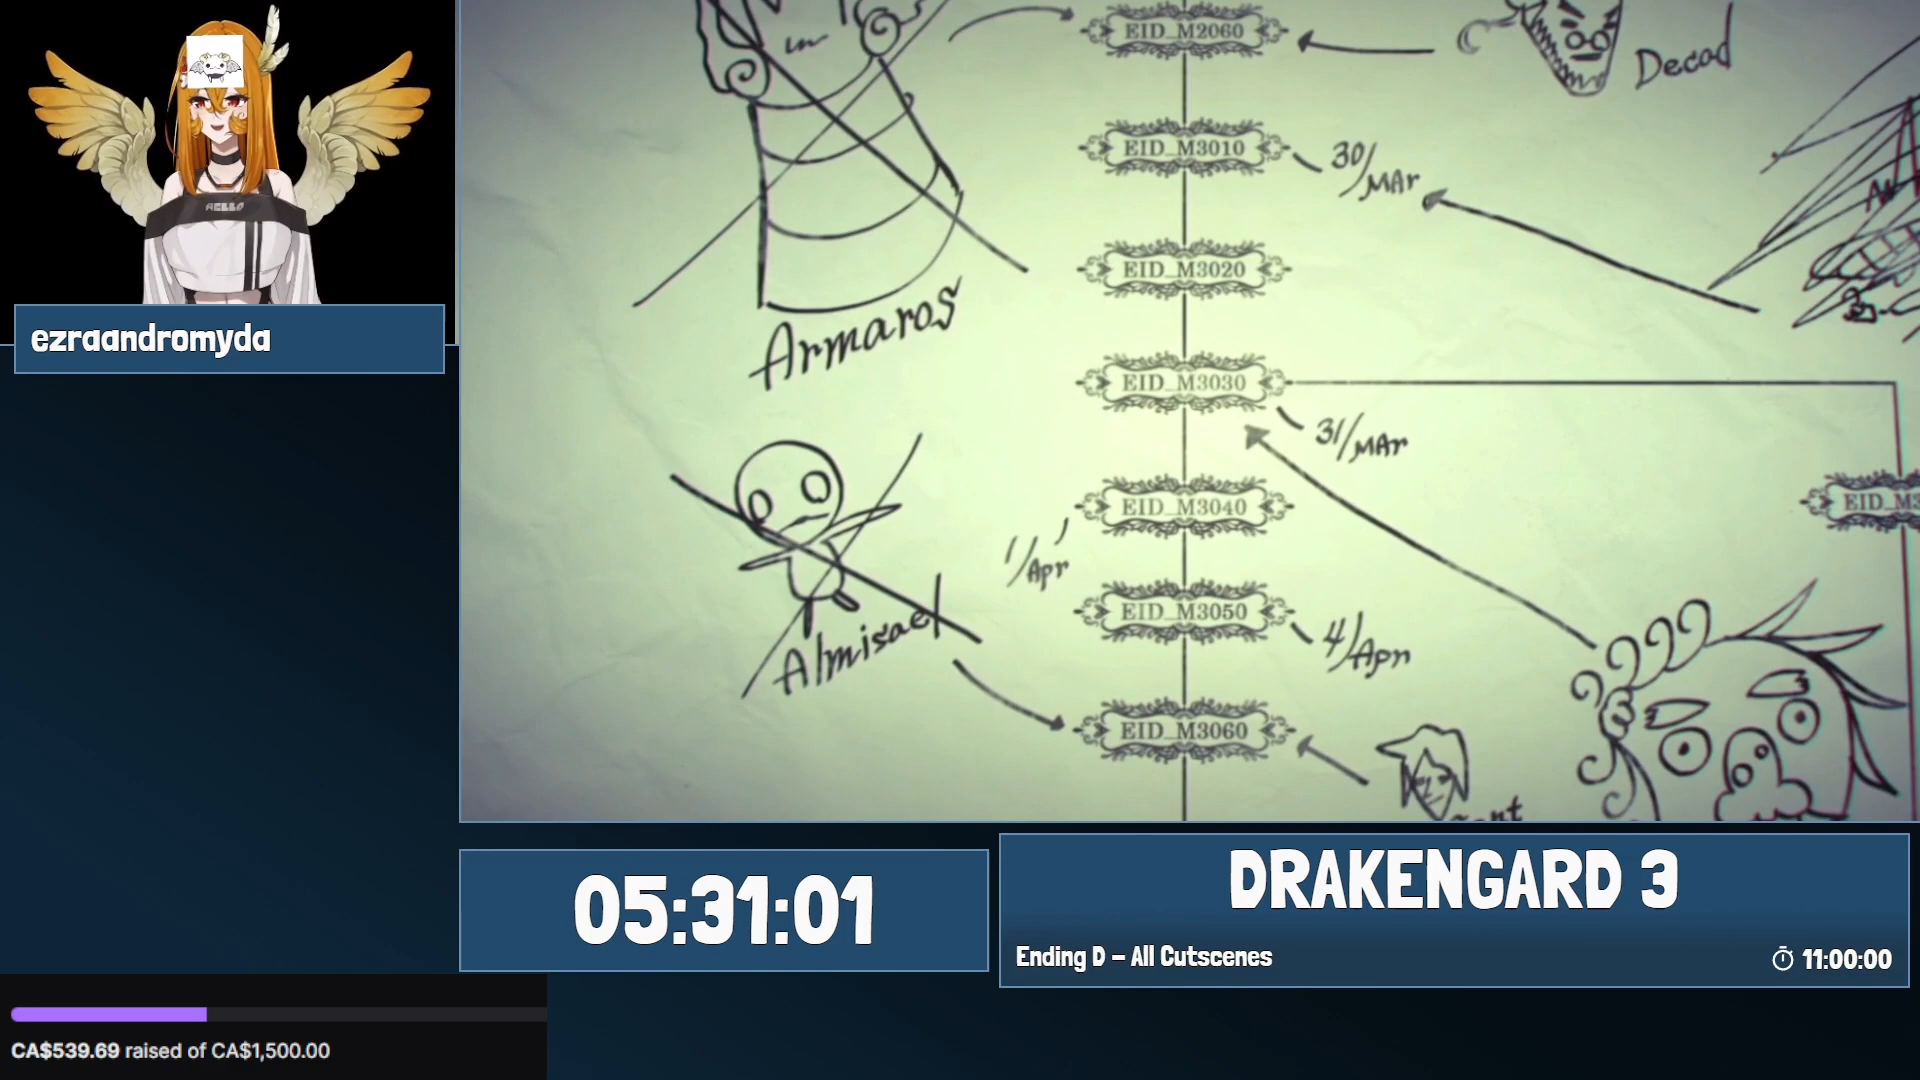 EID_M2060
Decad
EID_M3010
30/MAr
HELLO
EID_M3020
Armaros
ezraandromyda
EID_M3030
31/MAr
EID_M3040
1/Apr
EID_M3050
4/Apr
Almisael
EID_M3060
05:31:01
DRAKENGARD 3
Ending D – All Cutscenes
11:00:00
CA$539.69 raised of CA$1,500.00